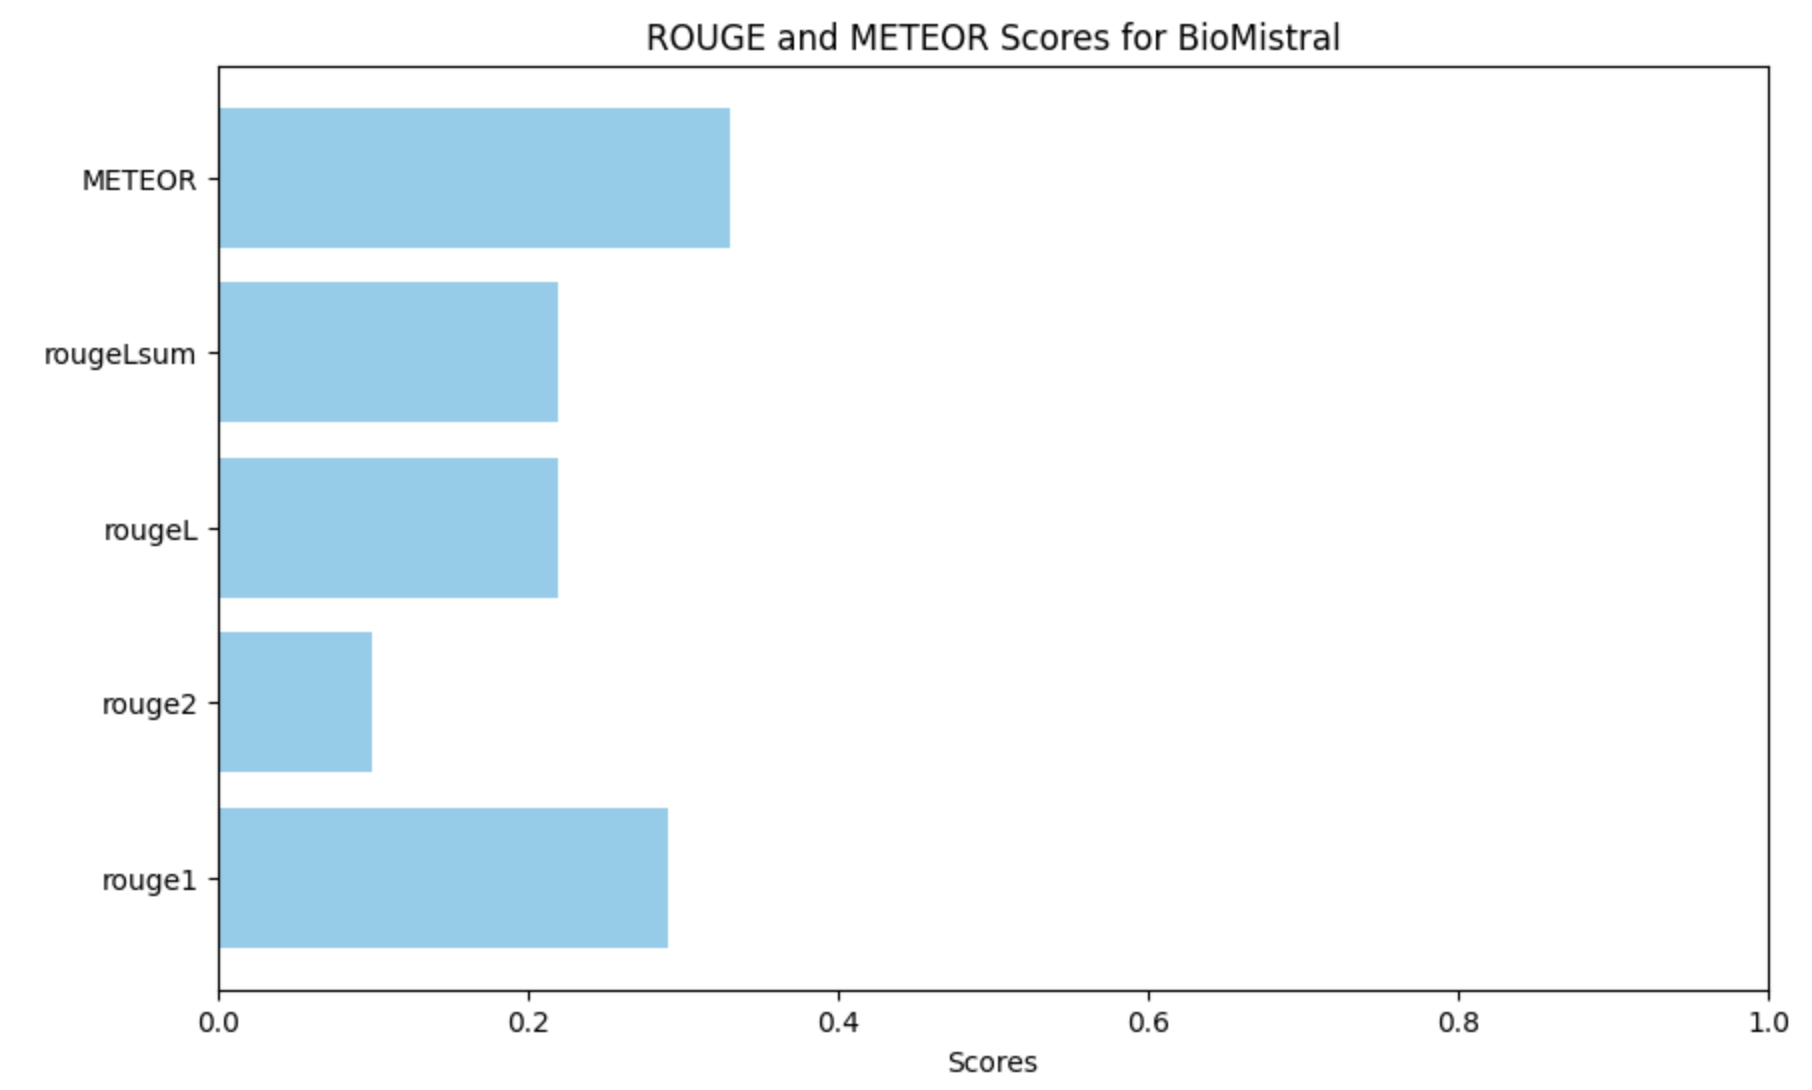 ROUGE and METEOR Scores for BioMistral
METEOR
rougeLsum
rougeL
rouge2
rouge1
0.0 0.2 0.4 0.6 0.8 1.0
Scores